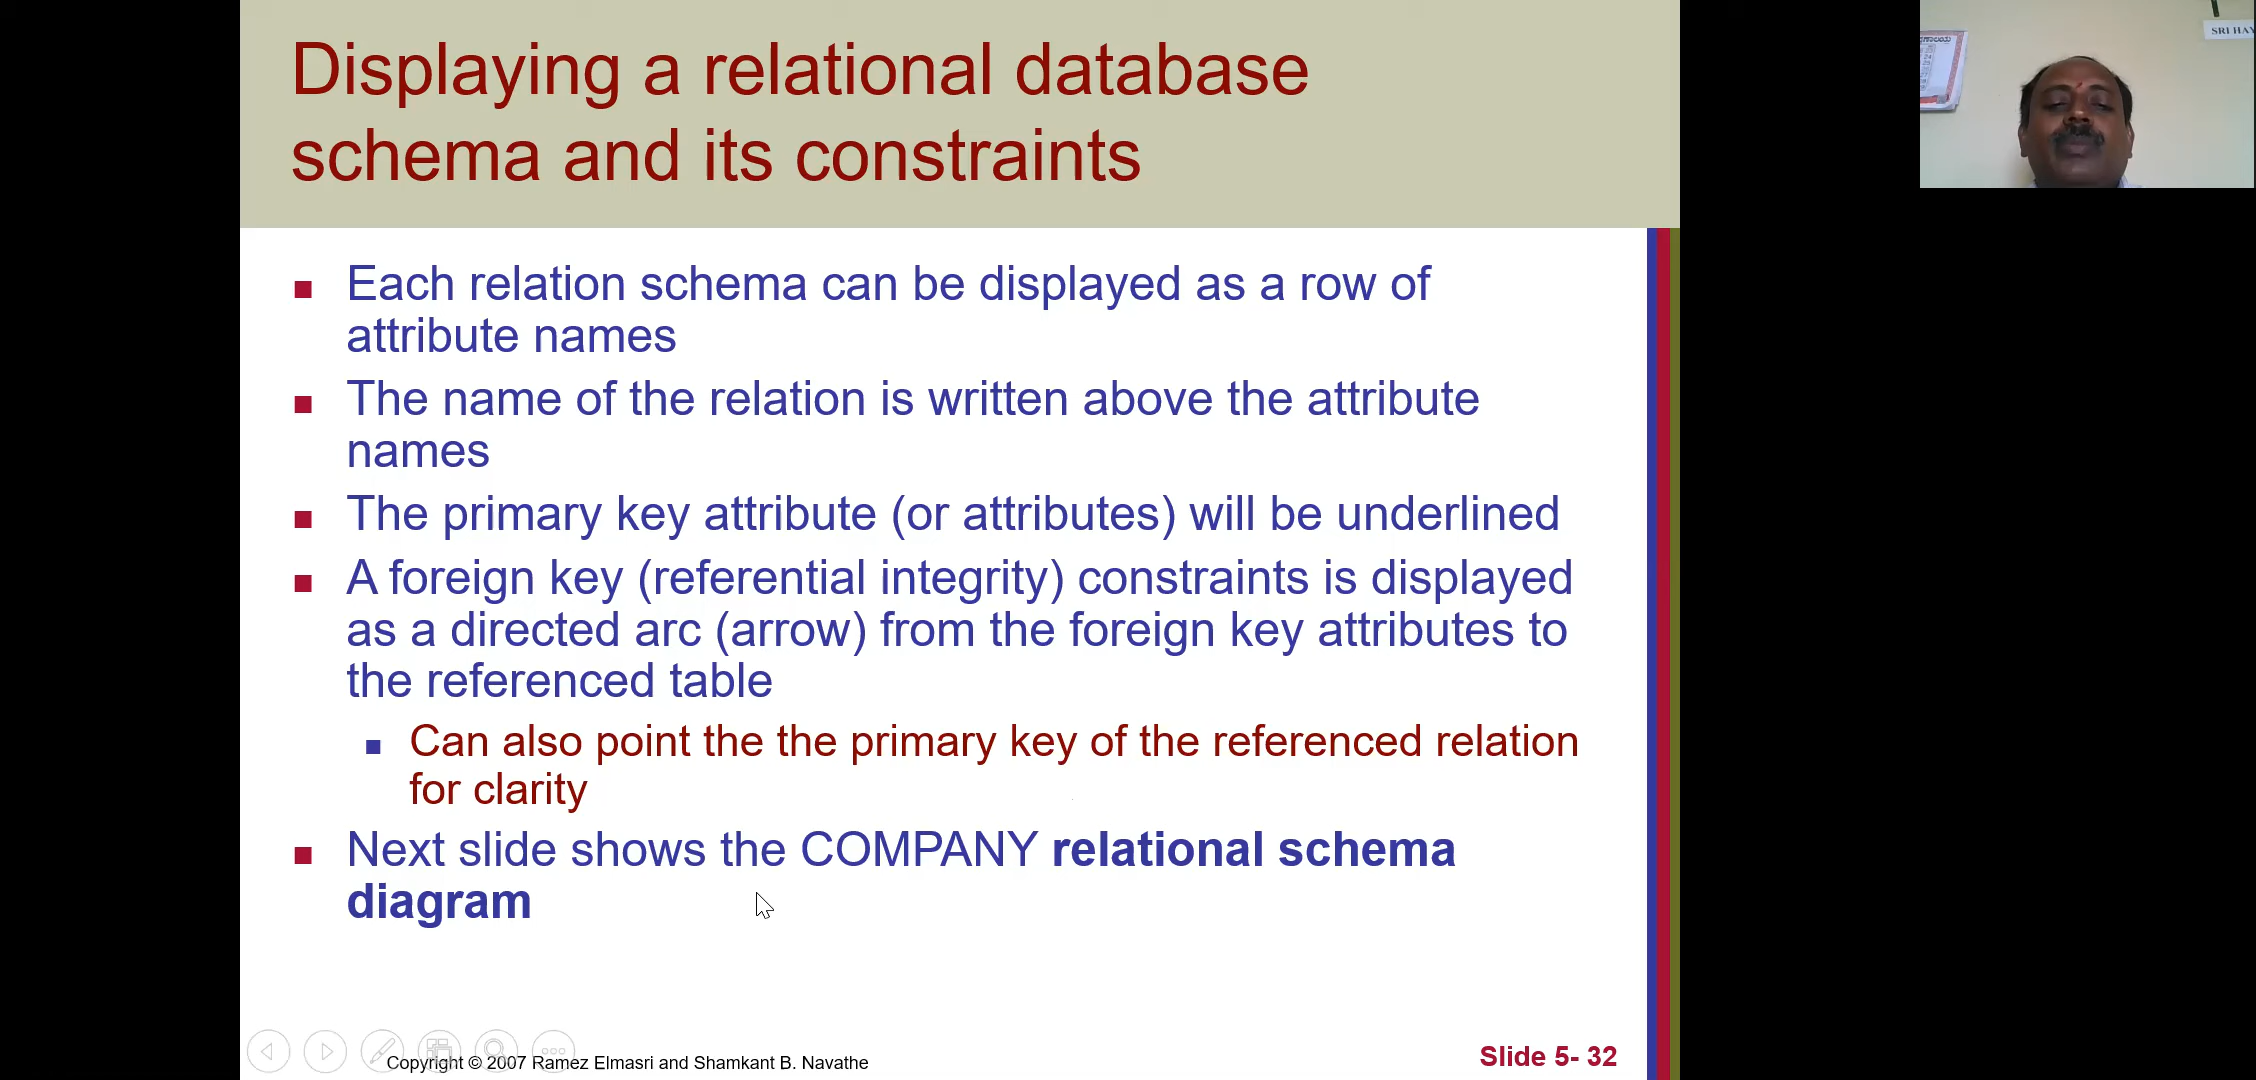 Displaying a relational database
schema and its constraints
SRI HAY
Each relation schema can be displayed as a row of
attribute names
The name of the relation is written above the attribute
names
The primary key attribute (or attributes) will be underlined
A foreign key (referential integrity) constraints is displayed
as a directed arc (arrow) from the foreign key attributes to
the referenced table
Can also point the the primary key of the referenced relation
for clarity
Next slide shows the COMPANY relational schema
diagram
Copyright © 2007 Ramez Elmasri and Shamkant B. Navathe
Slide 5- 32